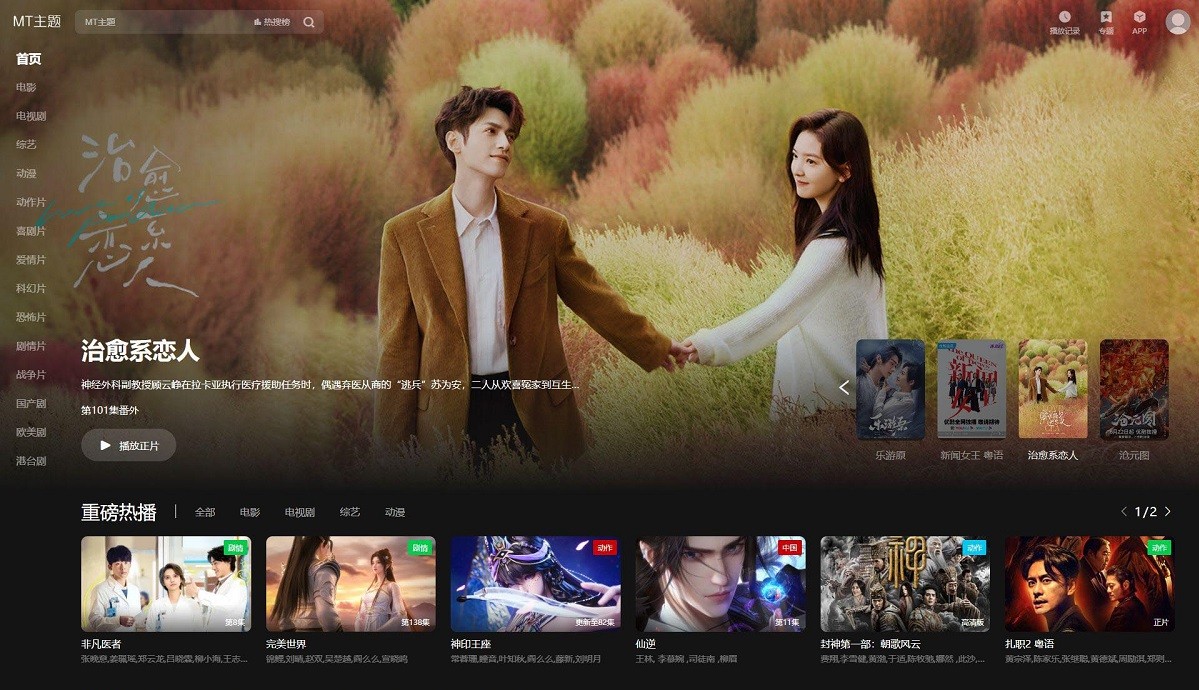 MT主题
MT主题
热搜榜
播放记录
专题
APP
首页
电影
电视剧
综艺
动漫
动作片
喜剧片
爱情片
科幻片
恐怖片
剧情片
战争片
国产剧
欧美剧
港台剧
治愈系恋人
治愈系恋人
神经外科副教授顾云峥在拉卡亚执行医疗援助任务时，偶遇弃医从商的“逃兵”苏为安，二人从欢喜冤家到互生...
第101集番外
播放正片
乐游原
新闻女王 粤语
治愈系恋人
沧元图
重磅热播
全部
电影
电视剧
综艺
动漫
1/2
剧情
第8集
剧情
第138集
动作
更新至82集
中国
第11集
动作
高清版
动作
正片
非凡医者
完美世界
神印王座
仙逆
封神第一部：朝歌风云
扎职2 粤语
张晚意,姜珮瑶,郑云龙,吕晓霖,柳小海,王志...
锦鲤,刘晴,赵双,吴楚越,阎么么,宣晓鸣
常蓉珊,瞳音,叶知秋,阎么么,藤新,刘明月
王林, 李慕婉 ,司徒南 ,柳眉
费翔,李雪健,黄渤,于适,陈牧驰,娜然 ,此沙,...
黄宗泽,陈家乐,张继聪,黄德斌,周励淇,郑则...